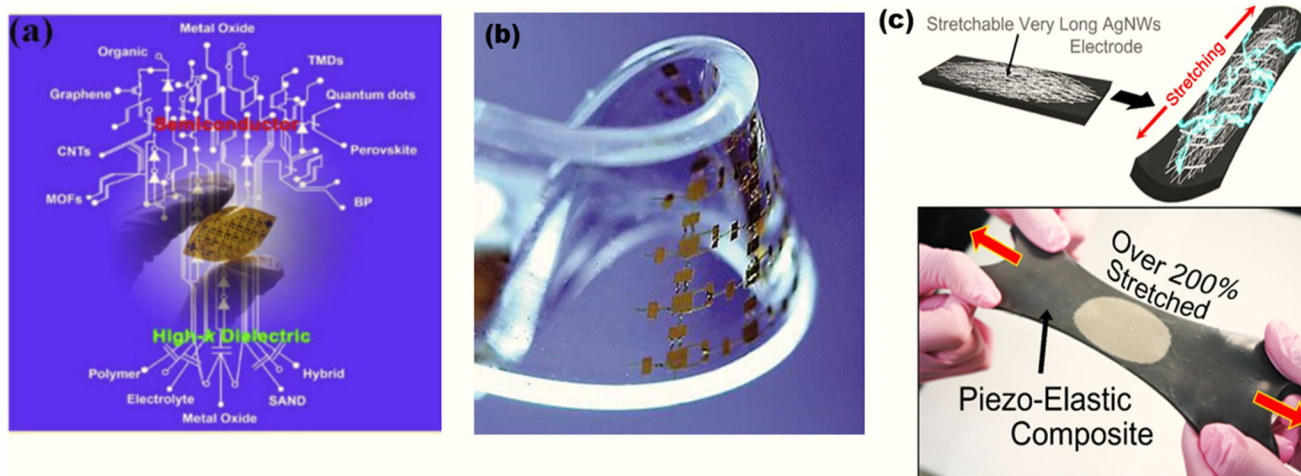 (a)
Metal Oxide
Organic
TMDs
Graphene
Quantum dots
Semiconductor
CNTs
Perovskite
MOFs
BP
High-k Dielectric
Polymer
Hybrid
Electrolyte
SAND
Metal Oxide
(b)
(c)
Stretchable Very Long AgNWs
Electrode
Stretching
Over 200%
Stretched
Piezo-Elastic
Composite